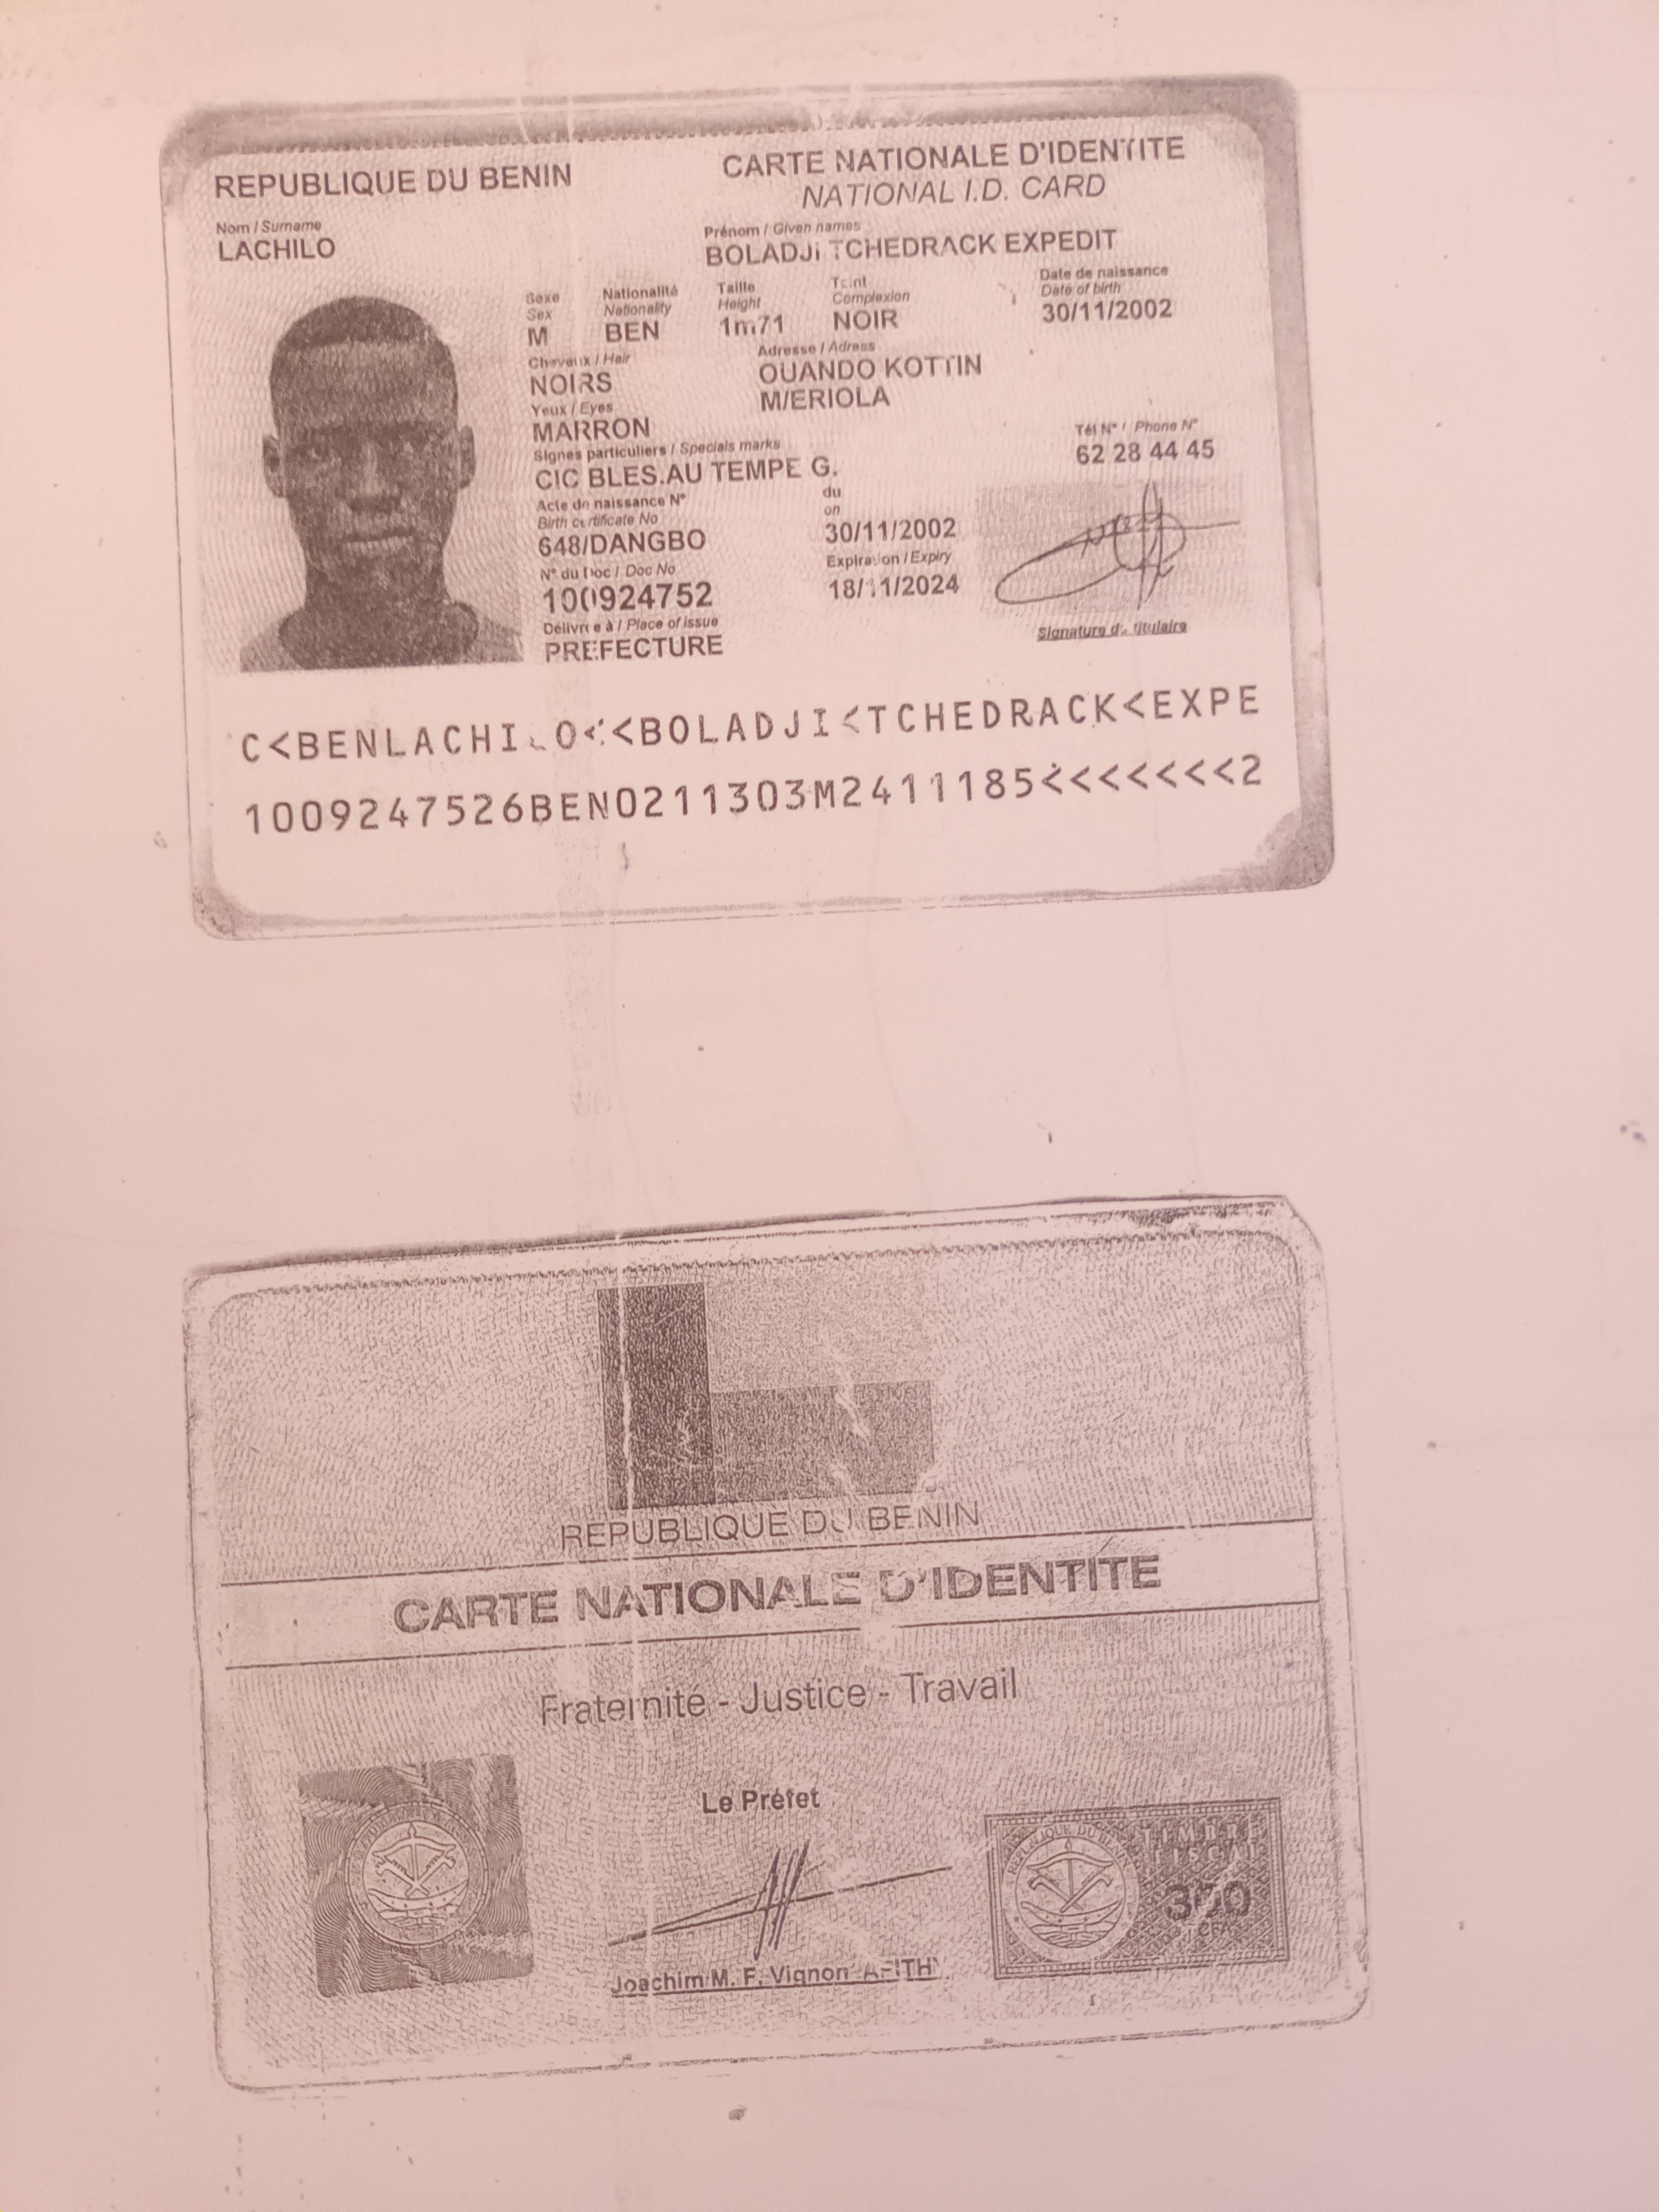 REPUBLIQUE DU BENIN
CARTE NATIONALE D'IDENTITE
NATIONAL I.D. CARD
Nom / Surname
LACHILO
Prénom / Given names
BOLADJI TCHEDRACK EXPEDIT
Sexe
Sex
M
Nationalité
Nationality
BEN
Taille
Height
1m71
Teint
Complexion
NOIR
Date de naissance
Date of birth
30/11/2002
Cheveux / Hair
NOIRS
Adresse / Adress
OUANDO KOTTIN
M/ERIOLA
Yeux / Eyes
MARRON
Signes particuliers / Specials marks
CIC BLES.AU TEMPE G.
Tél N° / Phone N°
62 28 44 45
Acte de naissance N°
Birth certificate No
648/DANGBO
du
on
30/11/2002
N° du Doc / Doc No
100924752
Expiration / Expiry
18/11/2024
Délivré à / Place of issue
PREFECTURE
Signature du titulaire
C<BENLACHILO<<BOLADJI<TCHEDRACK<EXPE
1009247526BEN0211303M2411185<<<<<<<2
REPUBLIQUE DU BENIN
CARTE NATIONALE D'IDENTITE
Fraternité - Justice - Travail
Le Préfet
Joachim M. F. Vignon
REPUBLIQUE DU BENIN
TIMBRE
FISCAL
300
CFA